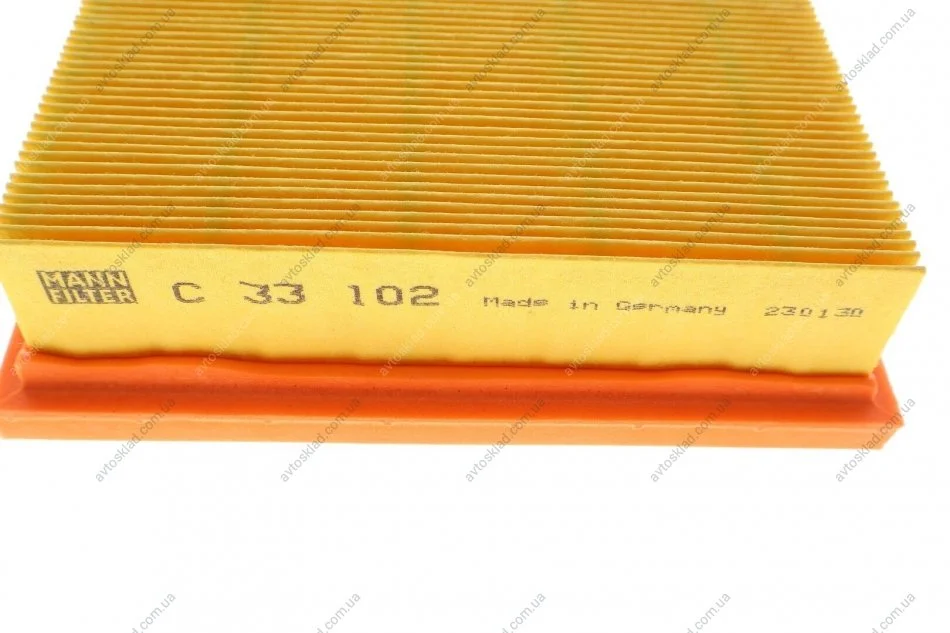 MANN
FILTER
C 33 102 Made in Germany 230130
avtosklad.com.ua